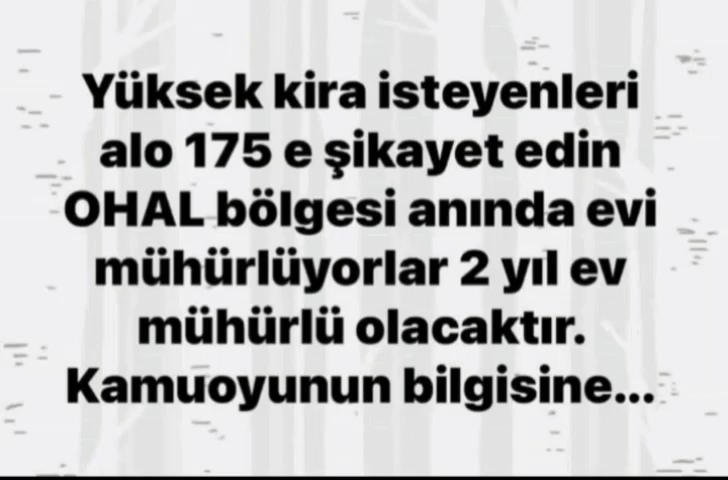 Yüksek kira isteyenleri
alo 175 e şikayet edin
OHAL bölgesi anında evi
mühürlüyorlar 2 yıl ev
mühürlü olacaktır.
Kamuoyunun bilgisine...